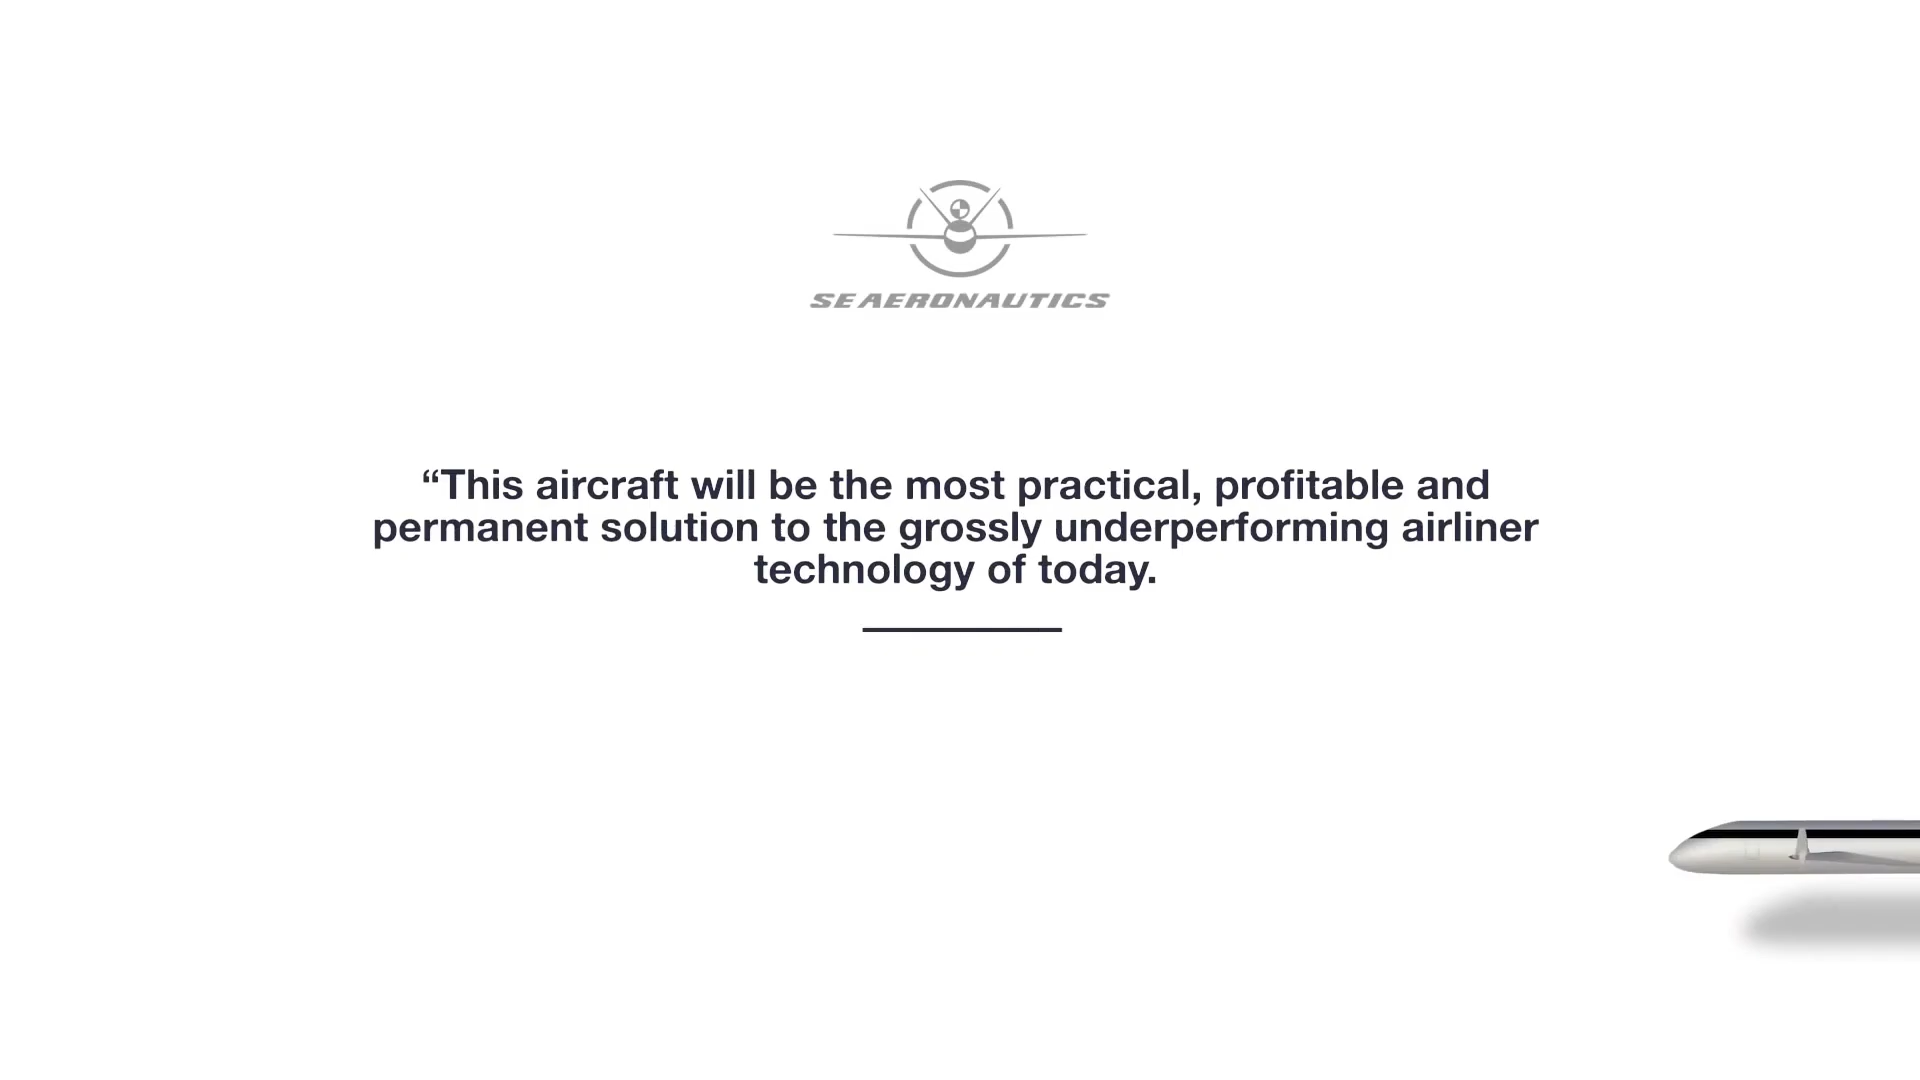 SE AERONAUTICS
“This aircraft will be the most practical, profitable and
permanent solution to the grossly underperforming airliner
technology of today.